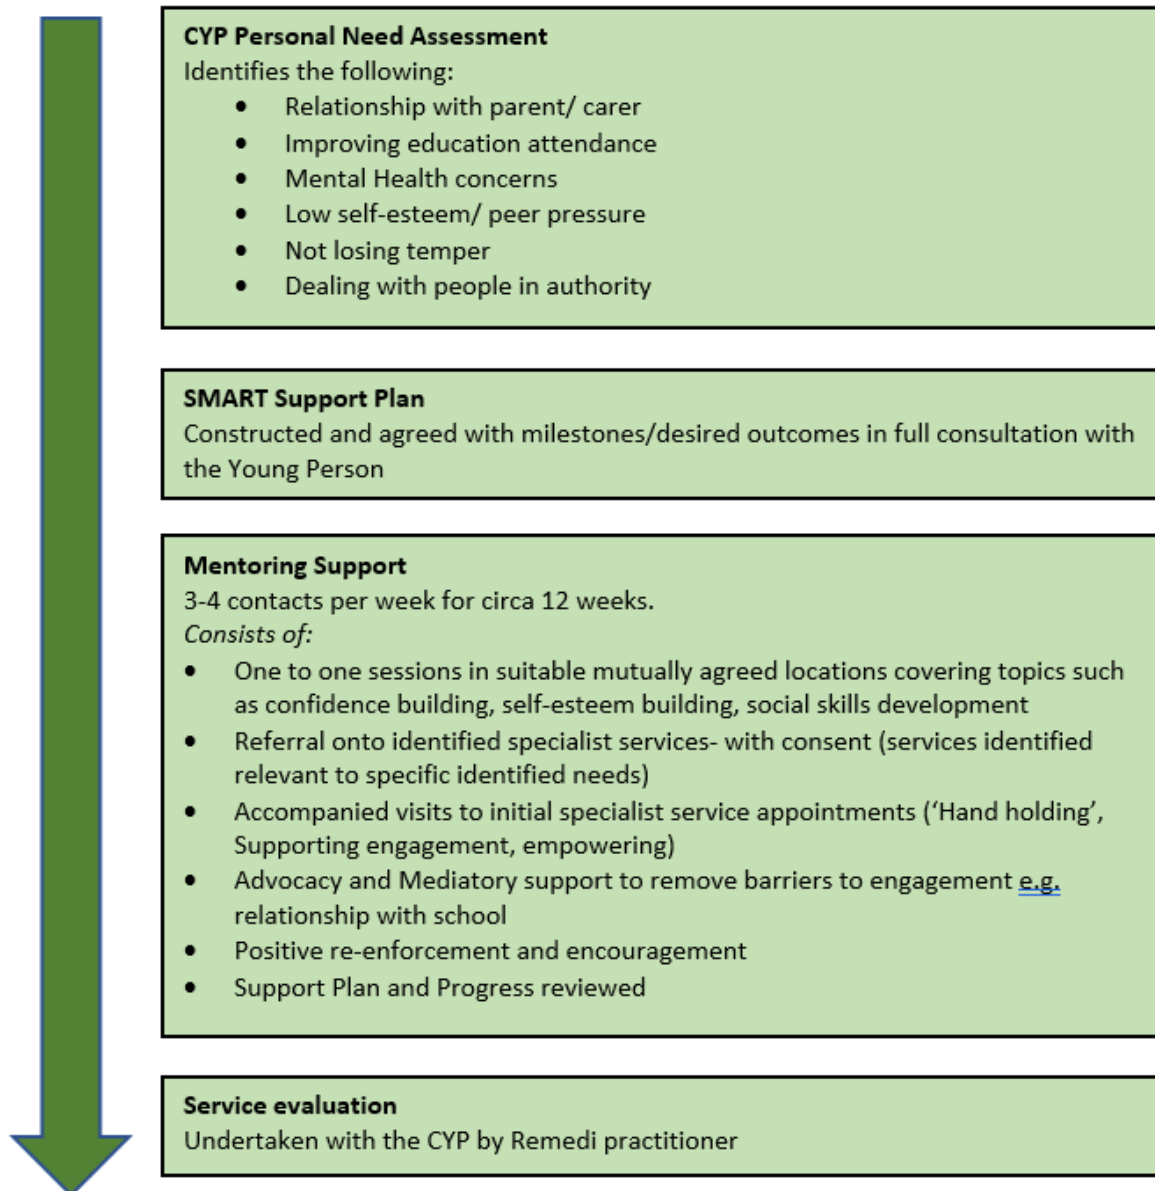 CYP Personal Need Assessment
Identifies the following:
• Relationship with parent/ carer
• Improving education attendance
• Mental Health concerns
• Low self-esteem/ peer pressure
• Not losing temper
• Dealing with people in authority
SMART Support Plan
Constructed and agreed with milestones/desired outcomes in full consultation with
the Young Person
Mentoring Support
3-4 contacts per week for circa 12 weeks.
Consists of:
• One to one sessions in suitable mutually agreed locations covering topics such
as confidence building, self-esteem building, social skills development
• Referral onto identified specialist services- with consent (services identified
relevant to specific identified needs)
• Accompanied visits to initial specialist service appointments (‘Hand holding’,
Supporting engagement, empowering)
• Advocacy and Mediatory support to remove barriers to engagement e.g.
relationship with school
• Positive re-enforcement and encouragement
• Support Plan and Progress reviewed
Service evaluation
Undertaken with the CYP by Remedi practitioner